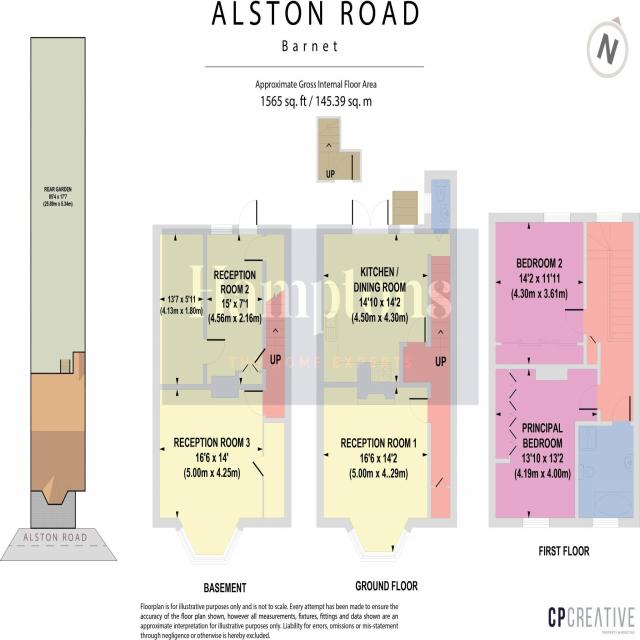 ALSTON ROAD
Barnet
Approximate Gross Internal Floor Area
1565 sq. ft / 145.39 sq. m
N
UP
REAR GARDEN
85'4 x 17'7
(25.89m x 5.34m)
ALSTON ROAD
Hamptons
THE HOME EXPERTS
13'7 x 5'11
(4.13m x 1.80m)
RECEPTION
ROOM 2
15' x 7'1
(4.56m x 2.16m)
UP
RECEPTION ROOM 3
16'6 x 14'
(5.00m x 4.25m)
BASEMENT
KITCHEN /
DINING ROOM
14'10 x 14'2
(4.50m x 4.30m)
UP
RECEPTION ROOM 1
16'6 x 14'2
(5.00m x 4..29m)
GROUND FLOOR
BEDROOM 2
14'2 x 11'11
(4.30m x 3.61m)
PRINCIPAL
BEDROOM
13'10 x 13'2
(4.19m x 4.00m)
FIRST FLOOR
Floorplan is for illustrative purposes only and is not to scale. Every attempt has been made to ensure the
accuracy of the floor plan shown, however all measurements, fixtures, fittings and data shown are an
approximate interpretation for illustrative purposes only. Liability for errors, omissions or mis-statement
through negligence or otherwise is hereby excluded.
CPCREATIVE
PROPERTY MARKETING